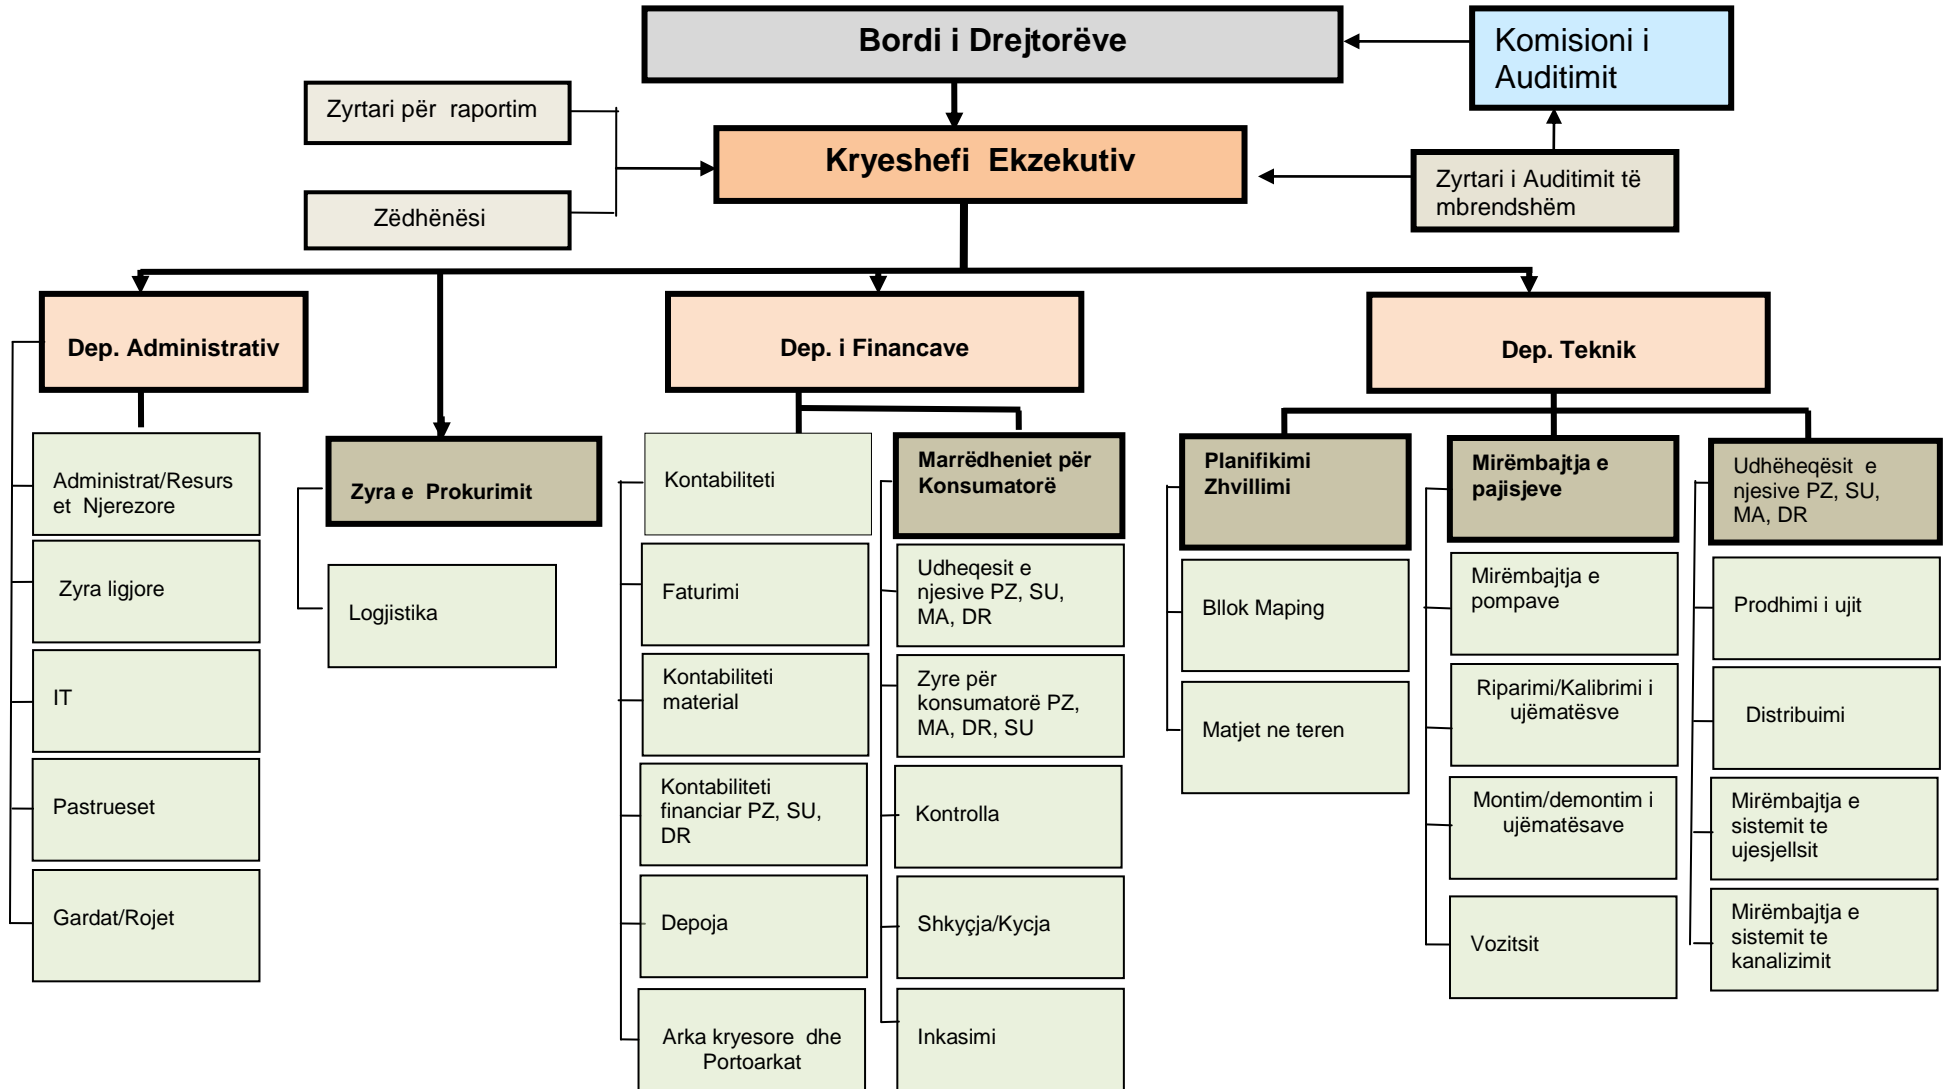 Bordi i Drejtorëve
Komisioni i
Auditimit
Zyrtari për raportim
Kryeshefi Ekzekutiv
Zyrtari i Auditimit të
mbrendshëm
Zëdhënësi
Dep. Administrativ
Dep. i Financave
Dep. Teknik
Administrat/Resurs
et Njerezore
Zyra ligjore
IT
Pastrueset
Gardat/Rojet
Zyra e Prokurimit
Logjistika
Kontabiliteti
Faturimi
Kontabiliteti
material
Kontabiliteti
financiar PZ, SU,
DR
Depoja
Arka kryesore dhe
Portoarkat
Marrëdheniet për
Konsumatorë
Udheqesit e
njesive PZ, SU,
MA, DR
Zyre për
konsumatorë PZ,
MA, DR, SU
Kontrolla
Shkyçja/Kycja
Inkasimi
Planifikimi
Zhvillimi
Bllok Maping
Matjet ne teren
Mirëmbajtja e
pajisjeve
Mirëmbajtja e
pompave
Riparimi/Kalibrimi i
ujëmatësve
Montim/demontim i
ujëmatësave
Vozitsit
Udhëheqësit e
njesive PZ, SU,
MA, DR
Prodhimi i ujit
Distribuimi
Mirëmbajtja e
sistemit te
ujesjellsit
Mirëmbajtja e
sistemit te
kanalizimit